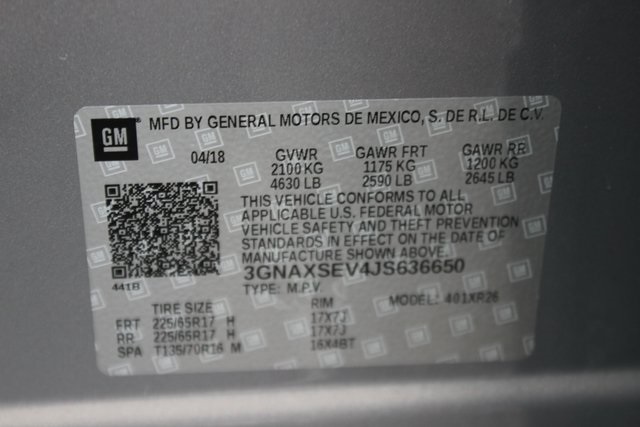 GM MFD BY GENERAL MOTORS DE MEXICO, S. DE R.L. DE C.V.
04/18 GVWR GAWR FRT GAWR RR
2100 KG 1175 KG 1200 KG
4630 LB 2590 LB 2645 LB
THIS VEHICLE CONFORMS TO ALL
APPLICABLE U.S. FEDERAL MOTOR
VEHICLE SAFETY AND THEFT PREVENTION
STANDARDS IN EFFECT ON THE DATE OF
MANUFACTURE SHOWN ABOVE.
3GNAXSEV4JS636650
441B TYPE: M.P.V. MODEL: 401XR26
TIRE SIZE RIM
FRT 225/65R17 H 17X7J
RR 225/65R17 H 17X7J
SPA T135/70R16 M 16X4BT